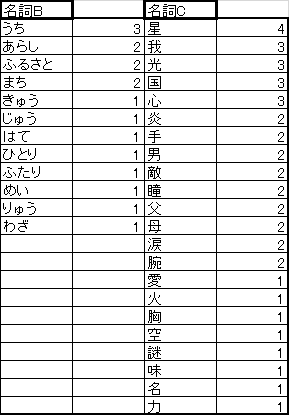 名詞B 名詞C
うち 3 星 4
あらし 2 我 3
ふるさと 2 光 3
まち 2 国 3
きゅう 1 心 3
じゅう 1 炎 2
はて 1 手 2
ひとり 1 男 2
ふたり 1 敵 2
めい 1 瞳 2
りゅう 1 父 2
わざ 1 母 2
涙 2
腕 2
愛 1
火 1
胸 1
空 1
謎 1
味 1
名 1
力 1